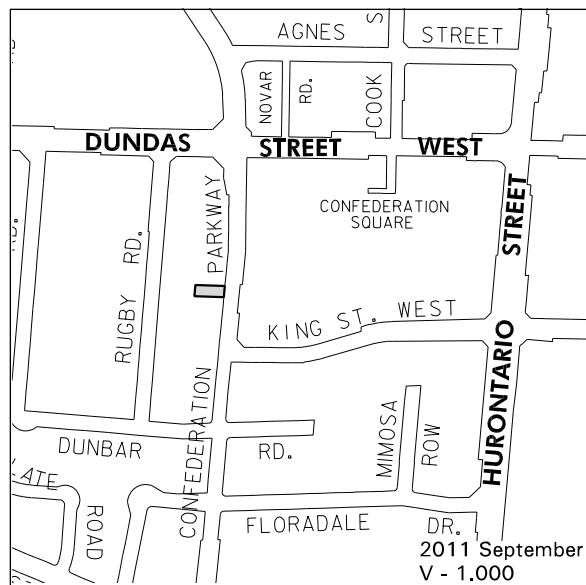 AGNES STREET
S
NOVAR
RD.
COOK
DUNDAS STREET WEST
CONFEDERATION
SQUARE
STREET
PARKWAY
RUGBY RD.
RD.
KING ST. WEST
HURONTARIO
CONFEDERATION
DUNBAR RD.
MIMOSA
ROW
ROAD
FLORADALE DR.
2011 September
V - 1.000